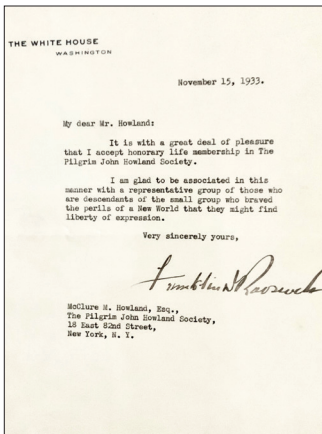 THE WHITE HOUSE
WASHINGTON
November 15, 1933.
My dear Mr. Howland:
It is with a great deal of pleasure
that I accept honorary life membership in The
Pilgrim John Howland Society.
I am glad to be associated in this
manner with a representative group of those who
are descendants of the small group who braved
the perils of a New World that they might find
liberty of expression.
Very sincerely yours,
Franklin D Roosevelt
McClure M. Howland, Esq.,
The Pilgrim John Howland Society,
18 East 82nd Street,
New York, N. Y.